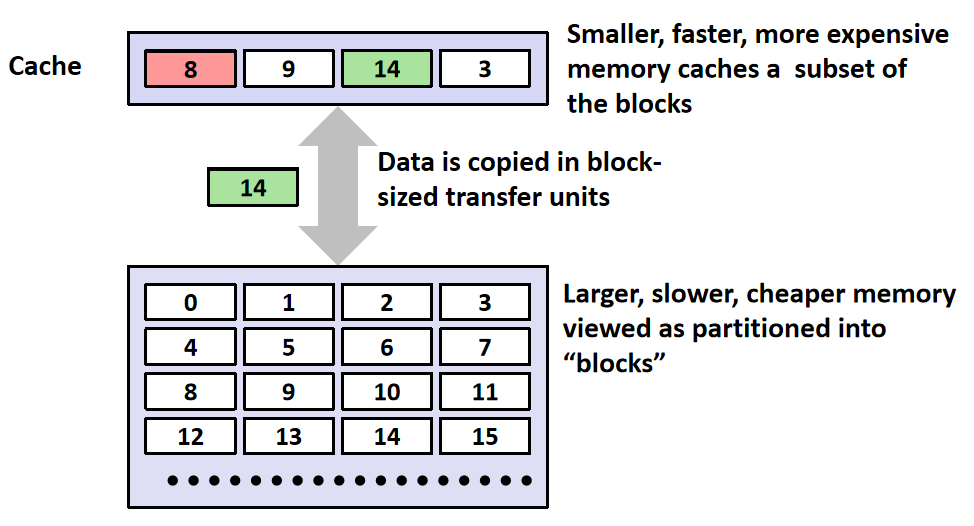 Cache
8 9 14 3
Smaller, faster, more expensive
memory caches a  subset of
the blocks
14
Data is copied in block-
sized transfer units
0 1 2 3
4 5 6 7
8 9 10 11
12 13 14 15
Larger, slower, cheaper memory
viewed as partitioned into
“blocks”